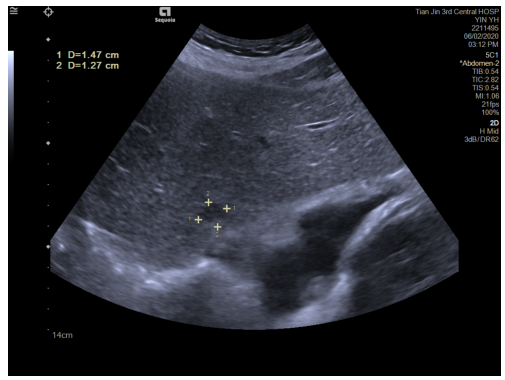 Sequoia
Tian Jin 3rd Central HOSP
YIN YH
2211495
06/02/2020
03:12 PM
5C1
*Abdomen-2
TIB:0.54
TIC:2.82
TIS:0.54
MI:1.06
21fps
100%
2D
H Mid
3dB/DR62
1 D=1.47 cm
2 D=1.27 cm
14cm